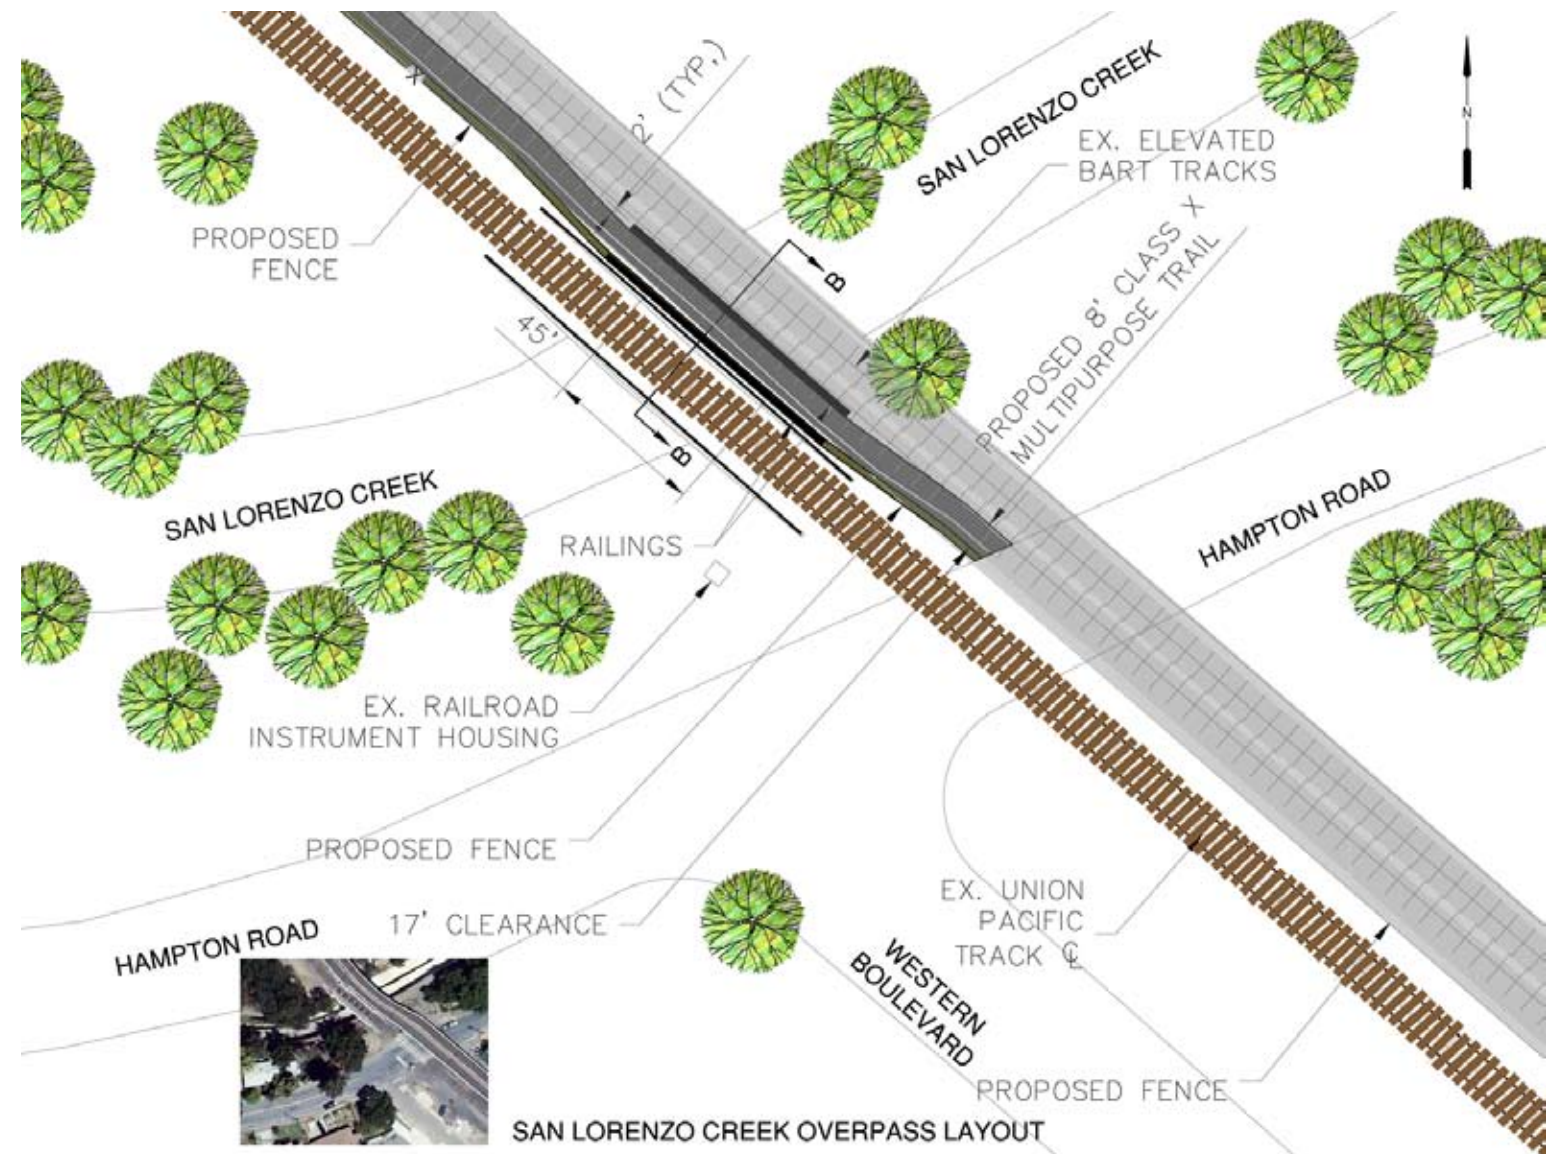 2' (TYP.)
SAN LORENZO CREEK
EX. ELEVATED
BART TRACKS
N
X
PROPOSED
FENCE
B
PROPOSED 8' CLASS X
MULTIPURPOSE TRAIL
45'
B
SAN LORENZO CREEK
RAILINGS
HAMPTON ROAD
EX. RAILROAD
INSTRUMENT HOUSING
PROPOSED FENCE
17' CLEARANCE
HAMPTON ROAD
EX. UNION
PACIFIC
TRACK ℄
WESTERN
BOULEVARD
PROPOSED FENCE
SAN LORENZO CREEK OVERPASS LAYOUT